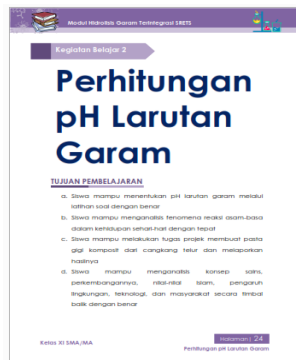 Modul Hidrolisis Garam Terintegrasi SRETS
Kegiatan Belajar 2
Perhitungan
pH Larutan
Garam
TUJUAN PEMBELAJARAN
a. Siswa mampu menentukan pH larutan garam melalui
latihan soal dengan benar
b. Siswa mampu menganalisis fenomena reaksi asam-basa
dalam kehidupan sehari-hari dengan tepat
c. Siswa mampu melakukan tugas projek membuat pasta
gigi komposit dari cangkang telur dan melaporkan
hasilnya
d. Siswa mampu menganalisis konsep sains,
perkembangannya, nilai-nilai Islam, pengaruh
lingkungan, teknologi, dan masyarakat secara timbal
balik dengan benar
Kelas XI SMA/MA
Halaman | 24
Perhitungan pH Larutan Garam